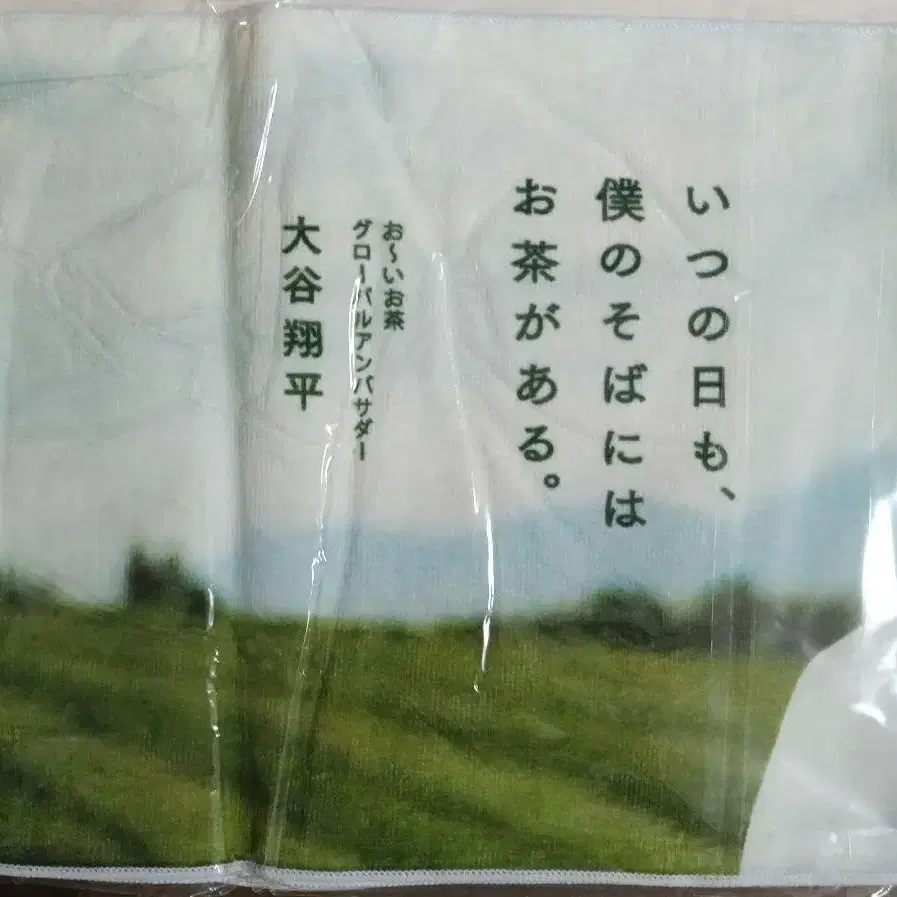 いつの日も、
僕のそばには
お茶がある。
お〜いお茶
グローバルアンバサダー
大谷翔平